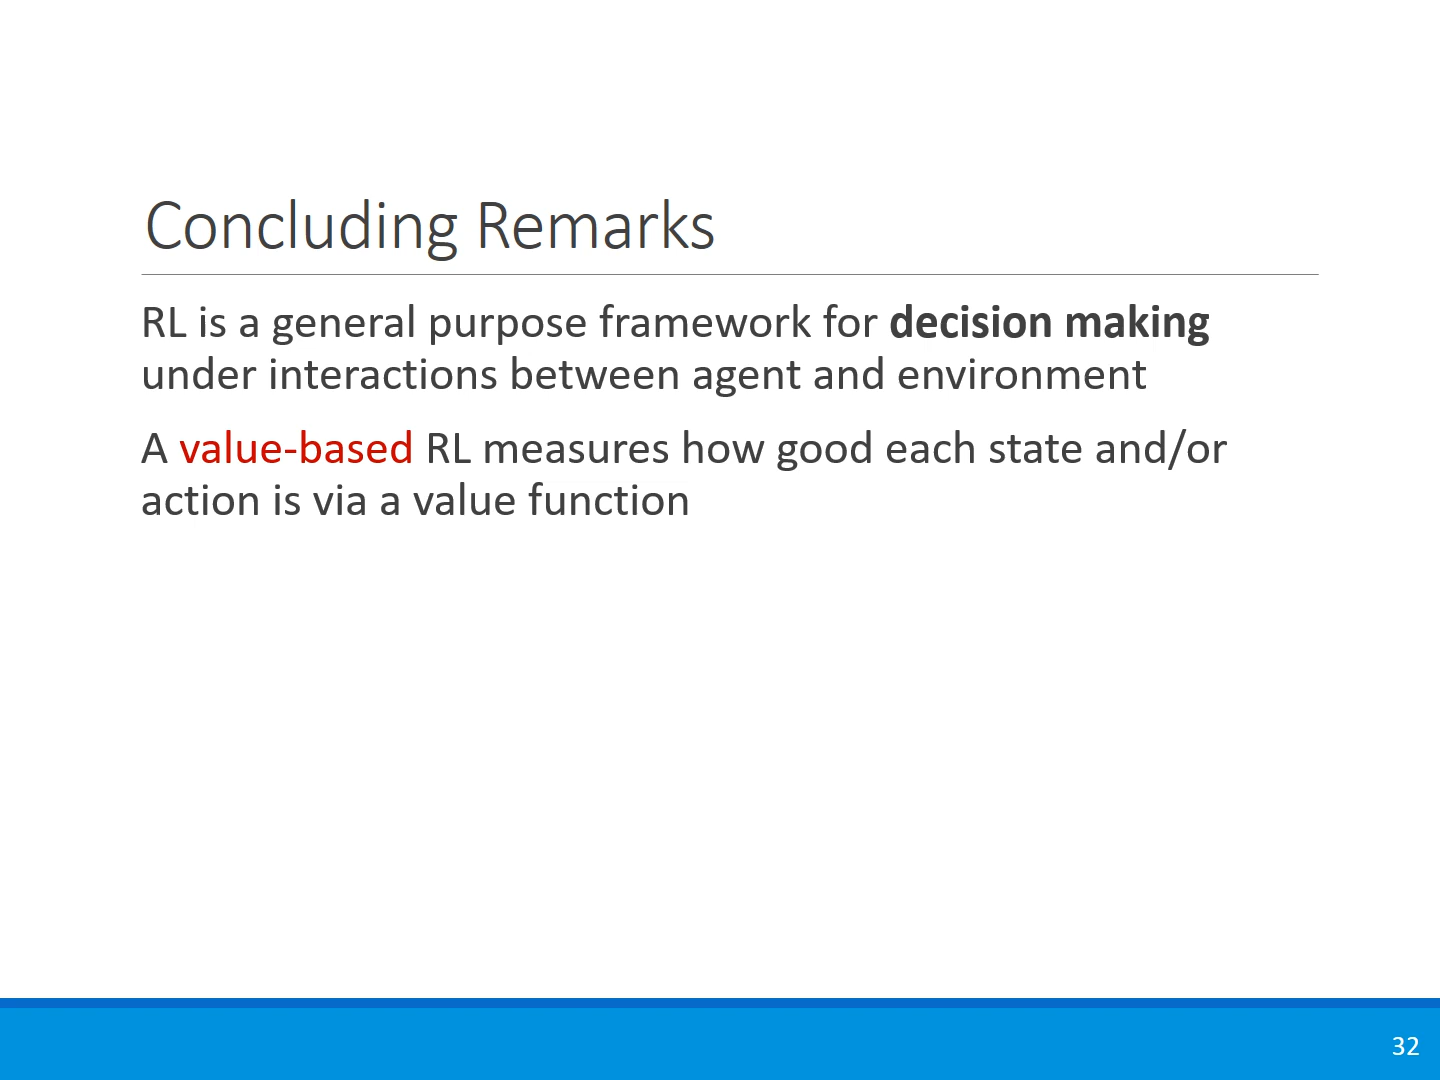 Concluding Remarks
RL is a general purpose framework for decision making
under interactions between agent and environment
A value-based RL measures how good each state and/or
action is via a value function
32